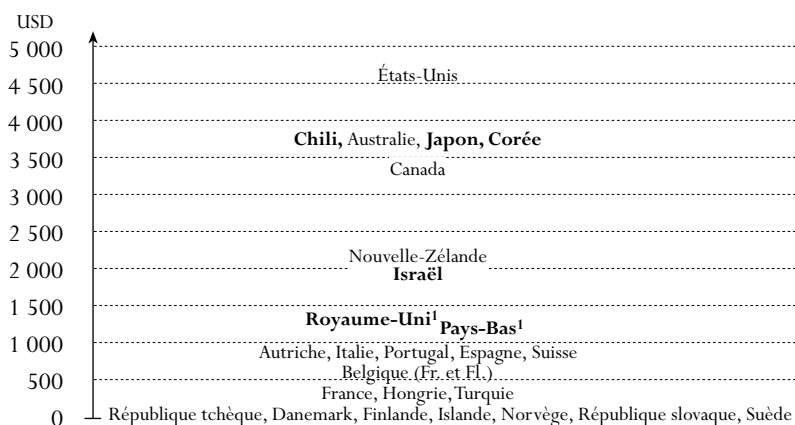 USD
5 000
États-Unis
4 500
4 000
Chili, Australie, Japon, Corée
3 500
Canada
3 000
2 500
Nouvelle-Zélande
2 000
Israël
1 500
Royaume-Uni¹ Pays-Bas¹
1 000
Autriche, Italie, Portugal, Espagne, Suisse
Belgique (Fr. et Fl.)
500
France, Hongrie, Turquie
0
République tchèque, Danemark, Finlande, Islande, Norvège, République slovaque, Suède